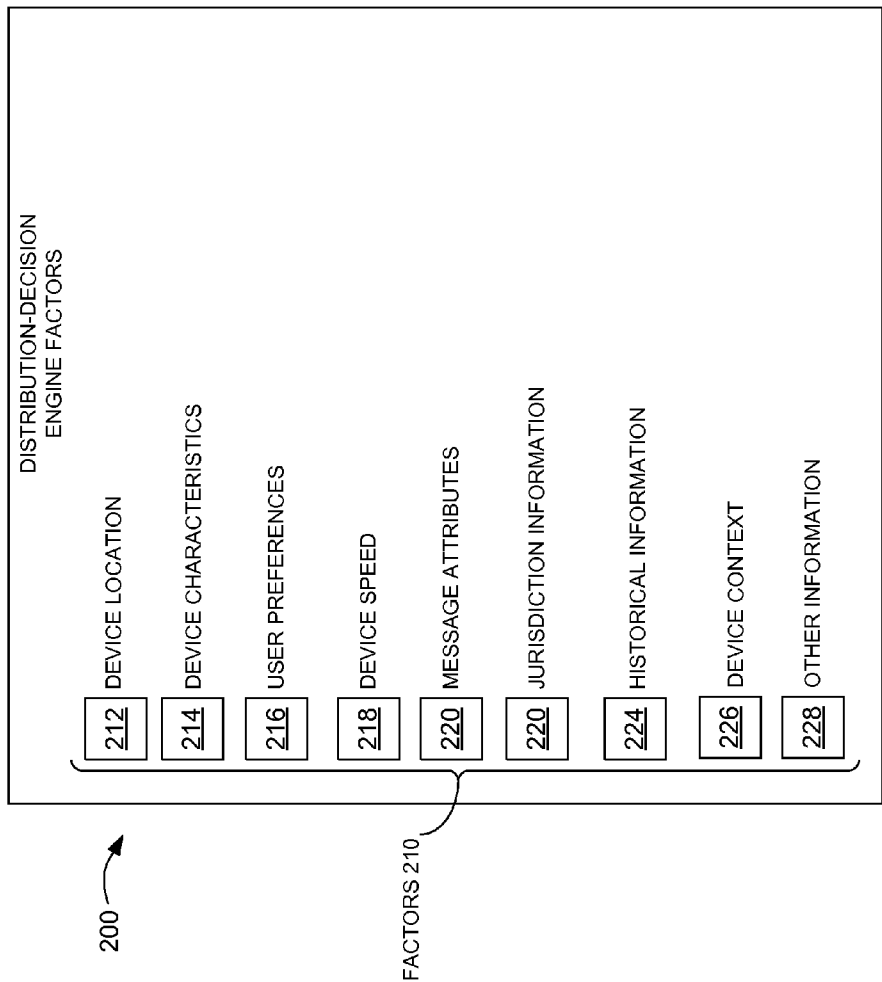 DISTRIBUTION-DECISION
ENGINE FACTORS
212 DEVICE LOCATION
214 DEVICE CHARACTERISTICS
216 USER PREFERENCES
218 DEVICE SPEED
220 MESSAGE ATTRIBUTES
220 JURISDICTION INFORMATION
224 HISTORICAL INFORMATION
226 DEVICE CONTEXT
228 OTHER INFORMATION
200
FACTORS 210